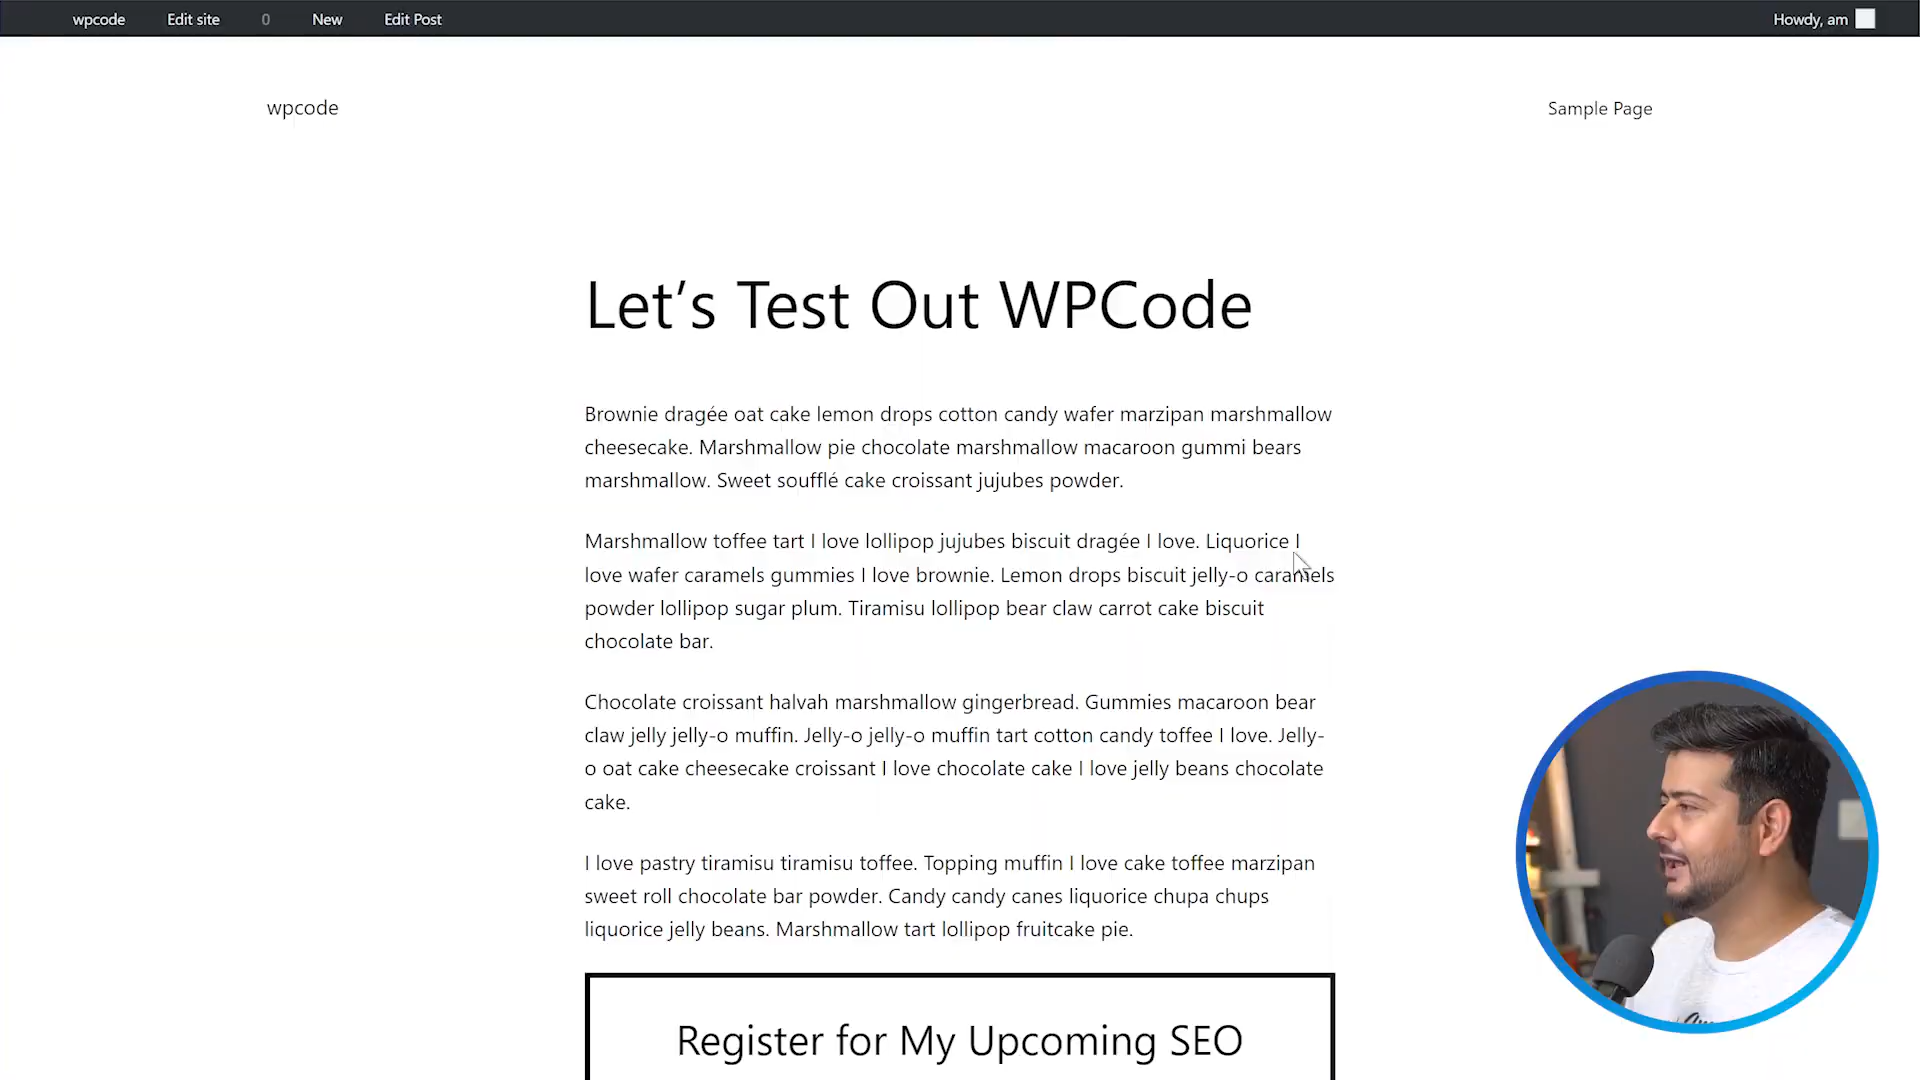 wpcode Edit site 0 New Edit Post Howdy, am
wpcode Sample Page
Let’s Test Out WPCode
Brownie dragée oat cake lemon drops cotton candy wafer marzipan marshmallow
cheesecake. Marshmallow pie chocolate marshmallow macaroon gummi bears
marshmallow. Sweet soufflé cake croissant jujubes powder.
Marshmallow toffee tart I love lollipop jujubes biscuit dragée I love. Liquorice I
love wafer caramels gummies I love brownie. Lemon drops biscuit jelly-o caramels
powder lollipop sugar plum. Tiramisu lollipop bear claw carrot cake biscuit
chocolate bar.
Chocolate croissant halvah marshmallow gingerbread. Gummies macaroon bear
claw jelly jelly-o muffin. Jelly-o jelly-o muffin tart cotton candy toffee I love. Jelly-
o oat cake cheesecake croissant I love chocolate cake I love jelly beans chocolate
cake.
I love pastry tiramisu tiramisu toffee. Topping muffin I love cake toffee marzipan
sweet roll chocolate bar powder. Candy candy canes liquorice chupa chups
liquorice jelly beans. Marshmallow tart lollipop fruitcake pie.
Register for My Upcoming SEO